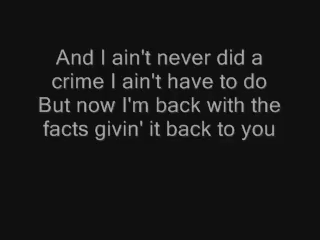 And I ain't never did a
crime I ain't have to do
But now I'm back with the
facts givin' it back to you